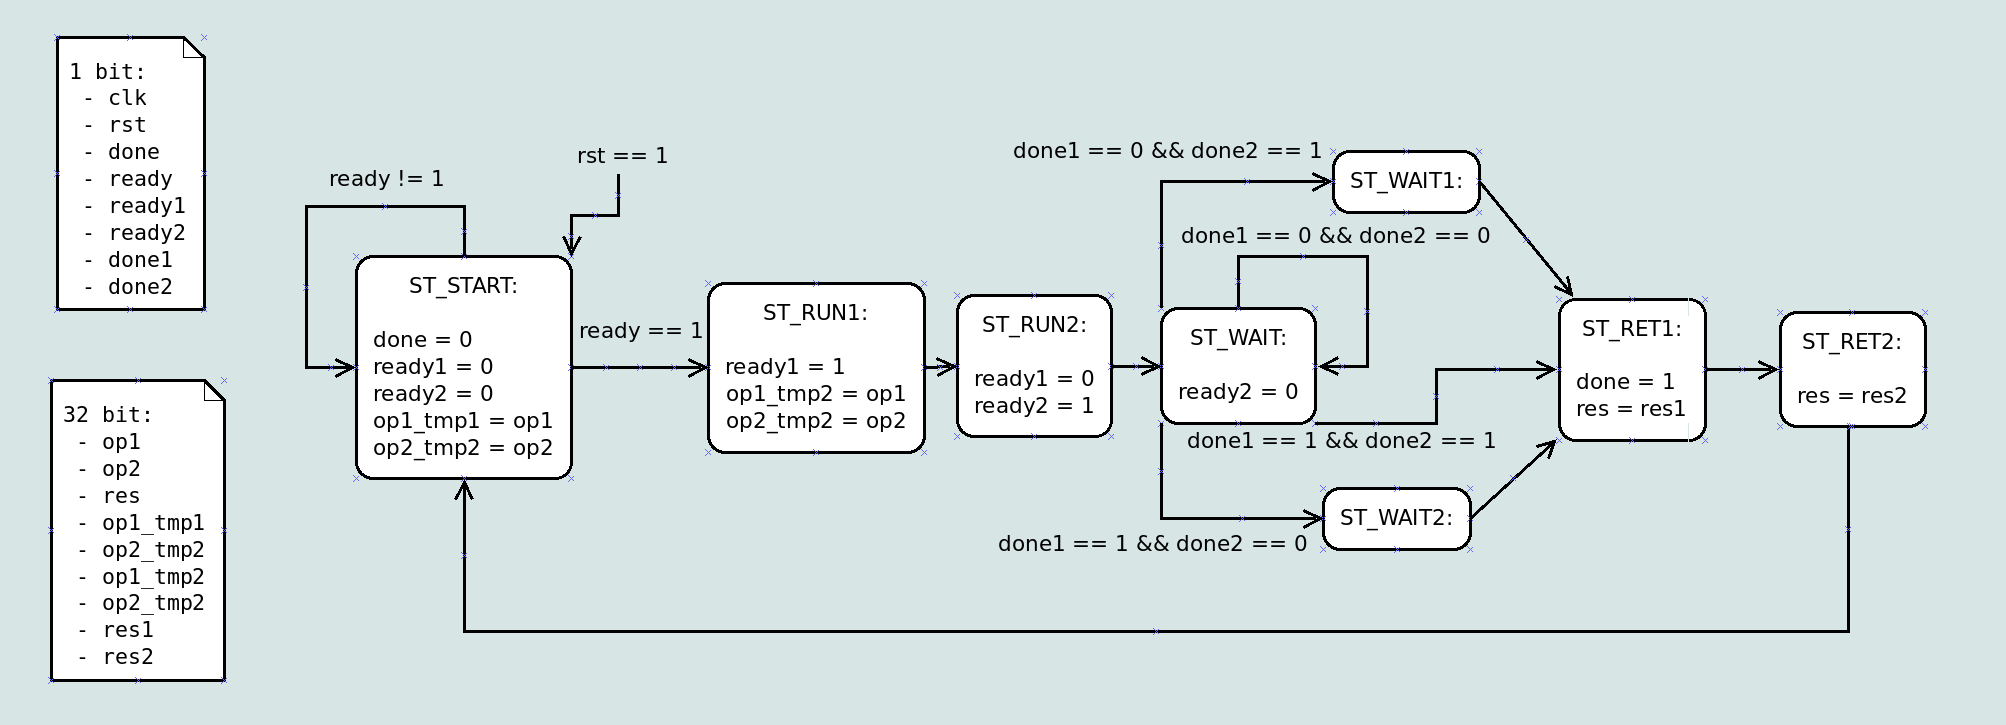 1 bit:
- clk
- rst
- done
- ready
- ready1
- ready2
- done1
- done2
32 bit:
- op1
- op2
- res
- op1_tmp1
- op2_tmp2
- op1_tmp2
- op2_tmp2
- res1
- res2
ready != 1
rst == 1
ST_START:
done = 0
ready1 = 0
ready2 = 0
op1_tmp1 = op1
op2_tmp2 = op2
ready == 1
ST_RUN1:
ready1 = 1
op1_tmp2 = op1
op2_tmp2 = op2
ST_RUN2:
ready1 = 0
ready2 = 1
done1 == 0 && done2 == 1
ST_WAIT1:
done1 == 0 && done2 == 0
ST_WAIT:
ready2 = 0
done1 == 1 && done2 == 1
ST_WAIT2:
done1 == 1 && done2 == 0
ST_RET1:
done = 1
res = res1
ST_RET2:
res = res2